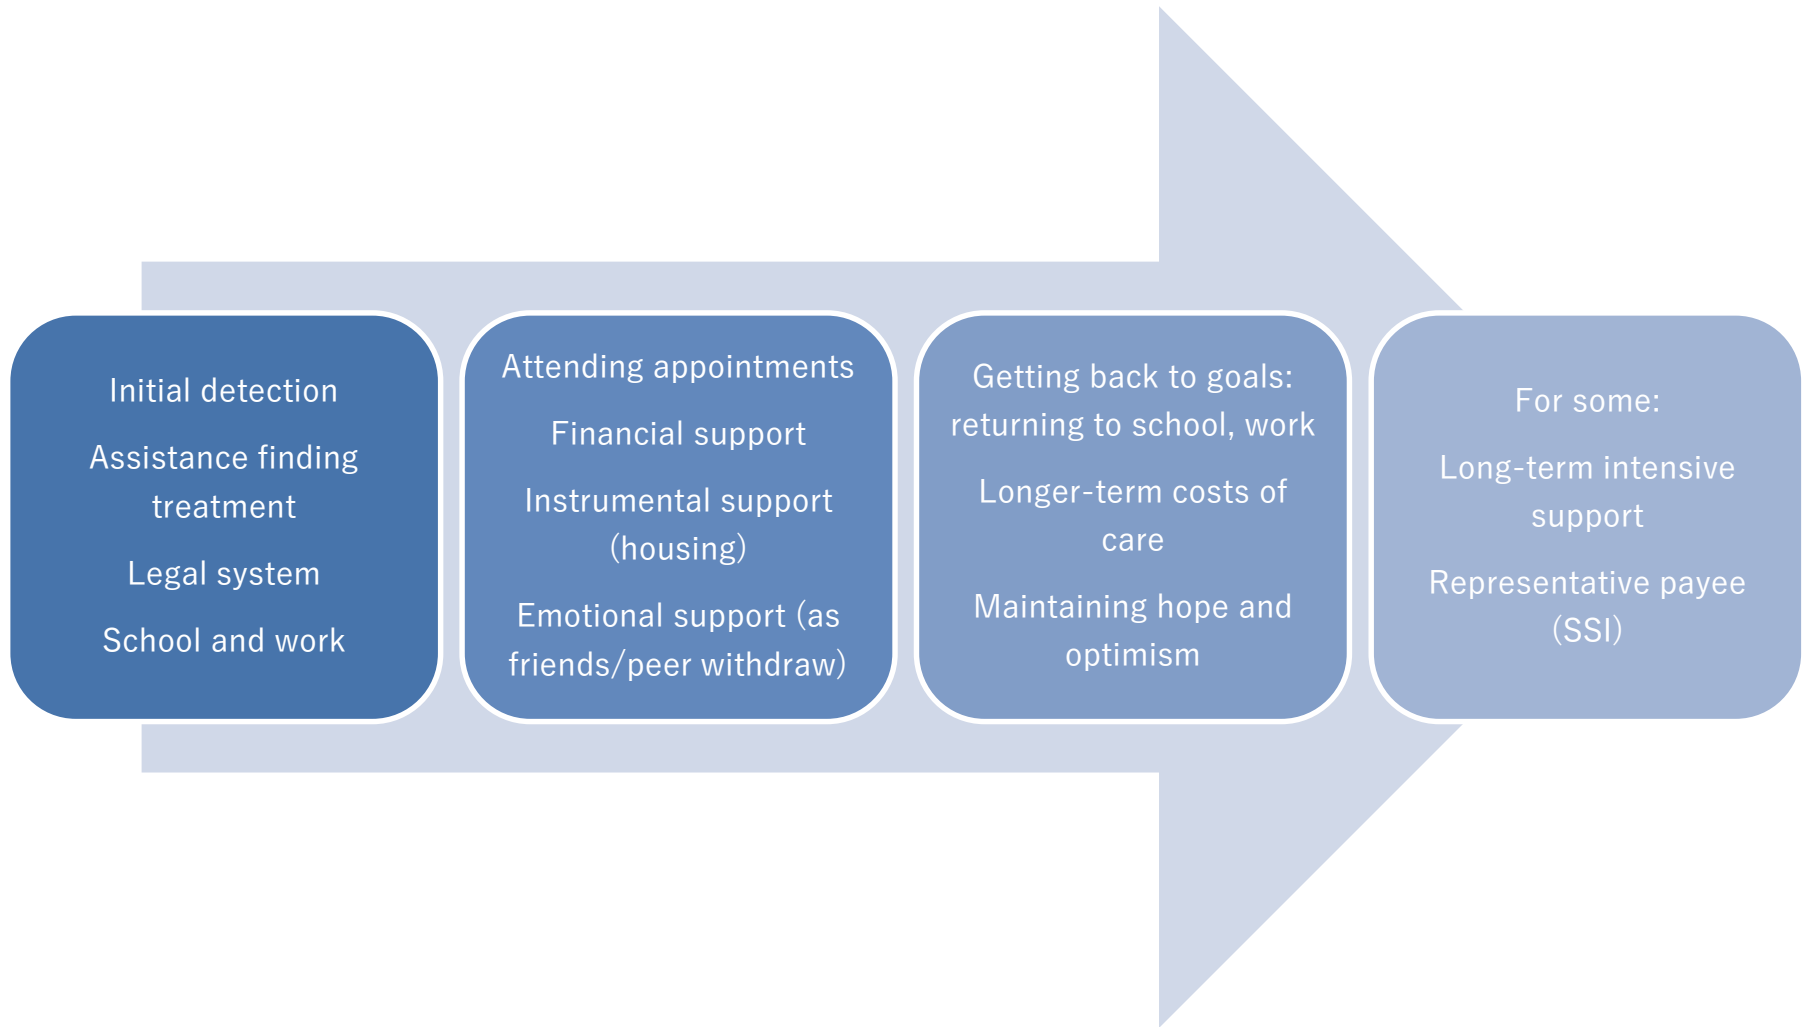 Initial detection
Assistance finding
treatment
Legal system
School and work
Attending appointments
Financial support
Instrumental support
(housing)
Emotional support (as
friends/peer withdraw)
Getting back to goals:
returning to school, work
Longer-term costs of
care
Maintaining hope and
optimism
For some:
Long-term intensive
support
Representative payee
(SSI)